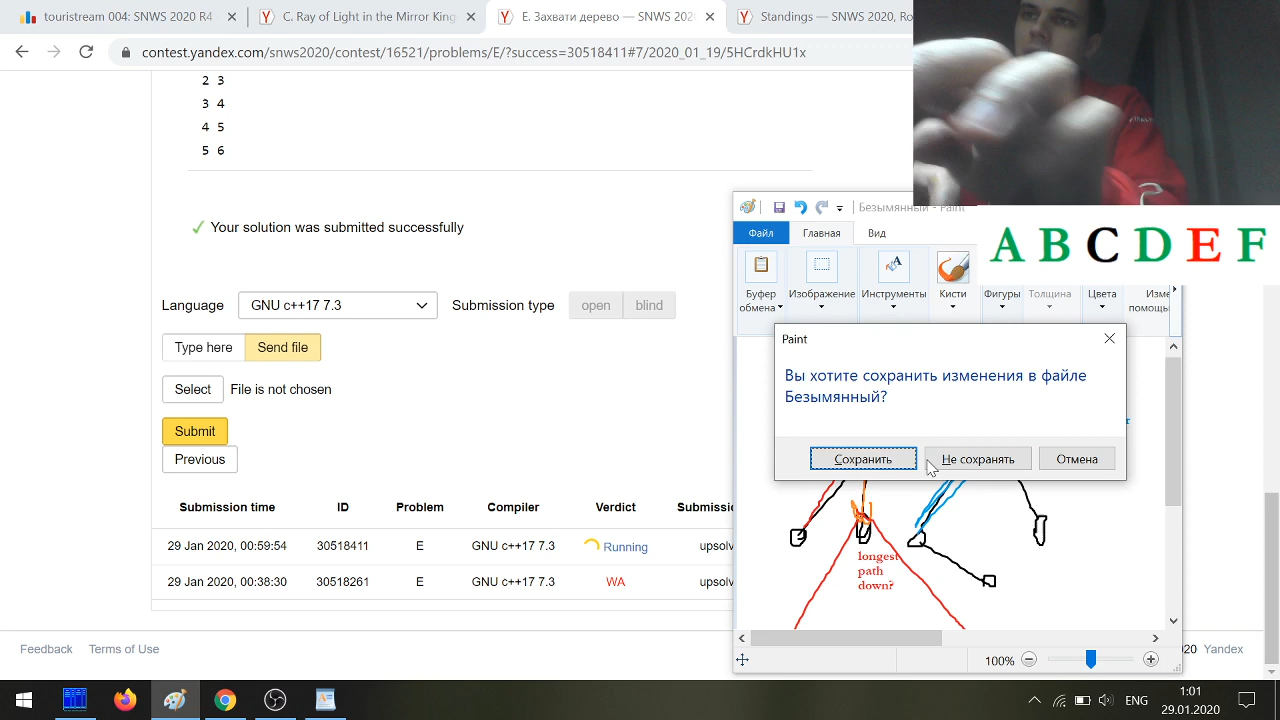 touristream 004: SNWS 2020 R4
C. Ray of Light in the Mirror King
E. Захвати дерево — SNWS 202
Standings — SNWS 2020, Ro
contest.yandex.com/snws2020/contest/16521/problems/E/?success=30518411#7/2020_01_19/5HCrdkHU1x
2 3
3 4
4 5
5 6
Your solution was submitted successfully
Language
GNU c++17 7.3
Submission type
open
blind
Type here
Send file
Select
File is not chosen
Submit
Previous
Submission time ID Problem Compiler Verdict Submissi
29 Jan 2020, 00:59:54 30518411 E GNU c++17 7.3 Running upsolv
29 Jan 2020, 00:38:30 30518261 E GNU c++17 7.3 WA upsolv
Feedback
Terms of Use
2020 Yandex
A B C D E F
Безымянный - Paint
Файл
Главная
Вид
Буфер
обмена
Изображение
Инструменты
Кисти
Фигуры
Толщина
Цвета
Изме
помощь
Paint
Вы хотите сохранить изменения в файле
Безымянный?
Сохранить
Не сохранять
Отмена
longest
path
down?
100%
ENG
1:01
29.01.2020